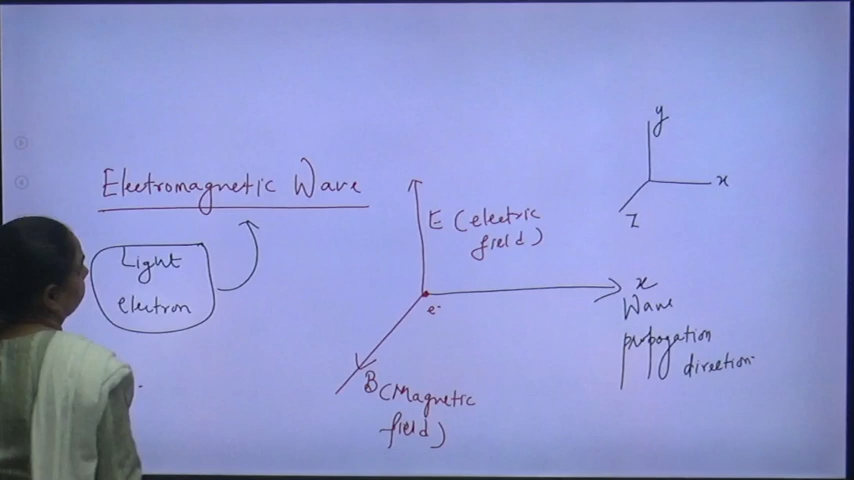 Electromagnetic Wave
Light
electron
E (electric
field)
e-
B (Magnetic
field)
x
Wave
propogation
direction
y
x
z